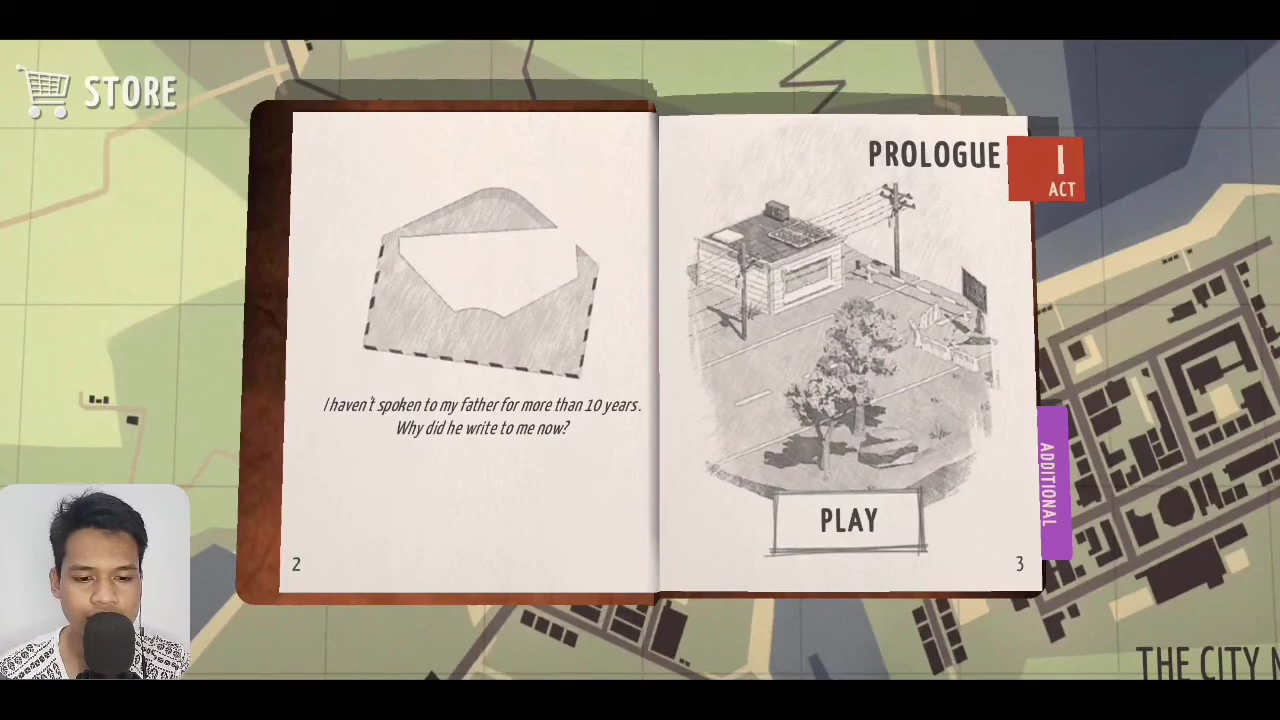 STORE
PROLOGUE
I
ACT
I haven't spoken to my father for more than 10 years.
Why did he write to me now?
ADDITIONAL
PLAY
2
3
THE CITY